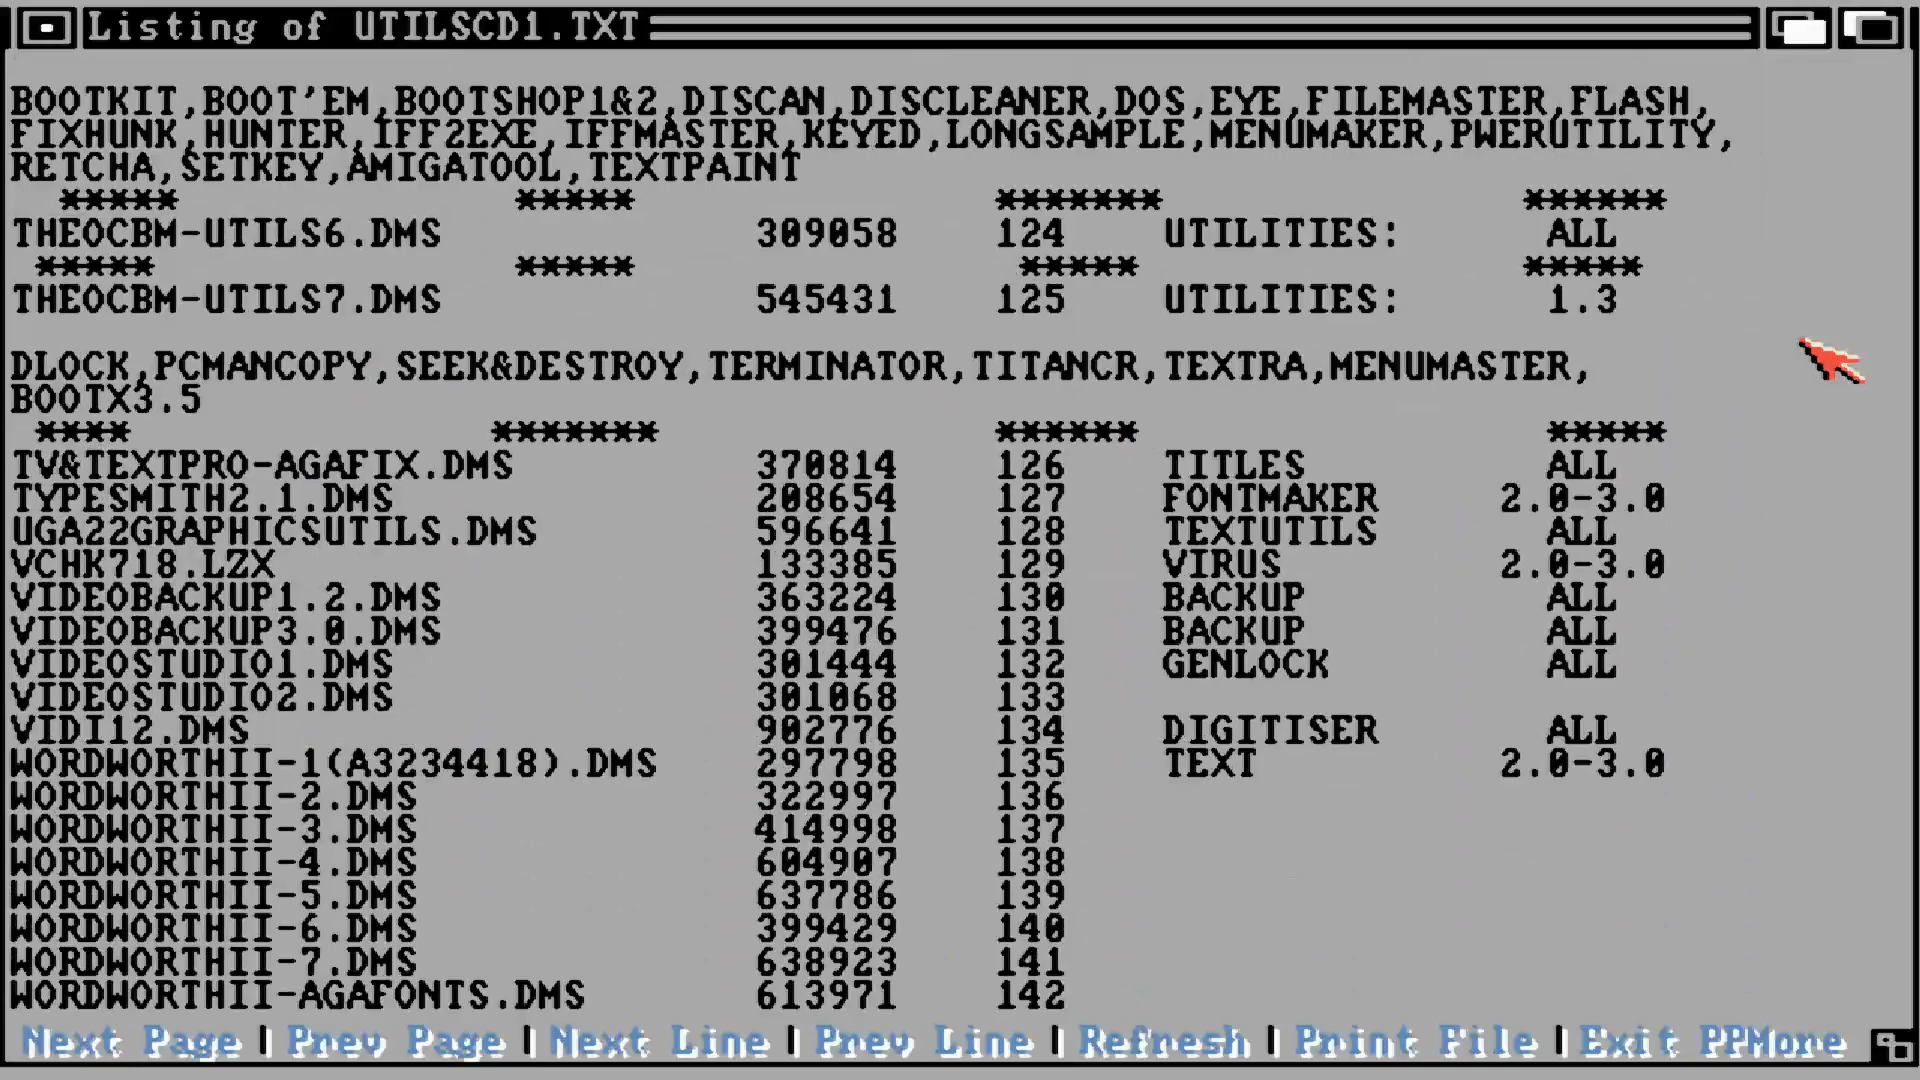 Listing of UTILSCD1.TXT
BOOTKIT,BOOT'EM,BOOTSHOP1&2,DISCAN,DISCLEANER,DOS,EYE,FILEMASTER,FLASH,
FIXHUNK,HUNTER,IFF2EXE,IFFMASTER,KEYED,LONGSAMPLE,MENUMAKER,PWERUTILITY,
RETCHA,SETKEY,AMIGATOOL,TEXTPAINT
***** ***** ******* ******
THEOCBM-UTILS6.DMS 309058 124 UTILITIES: ALL
***** ***** ***** *****
THEOCBM-UTILS7.DMS 545431 125 UTILITIES: 1.3
DLOCK,PCMANCOPY,SEEK&DESTROY,TERMINATOR,TITANCR,TEXTRA,MENUMASTER,
BOOTX3.5
**** ******* ****** *****
TV&TEXTPRO-AGAFIX.DMS 370814 126 TITLES ALL
TYPESMITH2.1.DMS 208654 127 FONTMAKER 2.0-3.0
UGA22GRAPHICSUTILS.DMS 596641 128 TEXTUTILS ALL
VCHK718.LZX 133385 129 VIRUS 2.0-3.0
VIDEOBACKUP1.2.DMS 363224 130 BACKUP ALL
VIDEOBACKUP3.0.DMS 399476 131 BACKUP ALL
VIDEOSTUDIO1.DMS 301444 132 GENLOCK ALL
VIDEOSTUDIO2.DMS 301068 133
VIDI12.DMS 902776 134 DIGITISER ALL
WORDWORTHII-1(A3234418).DMS 297798 135 TEXT 2.0-3.0
WORDWORTHII-2.DMS 322997 136
WORDWORTHII-3.DMS 414998 137
WORDWORTHII-4.DMS 604907 138
WORDWORTHII-5.DMS 637786 139
WORDWORTHII-6.DMS 399429 140
WORDWORTHII-7.DMS 638923 141
WORDWORTHII-AGAFONTS.DMS 613971 142
Next Page | Prev Page | Next Line | Prev Line | Refresh | Print File | Exit PPMore